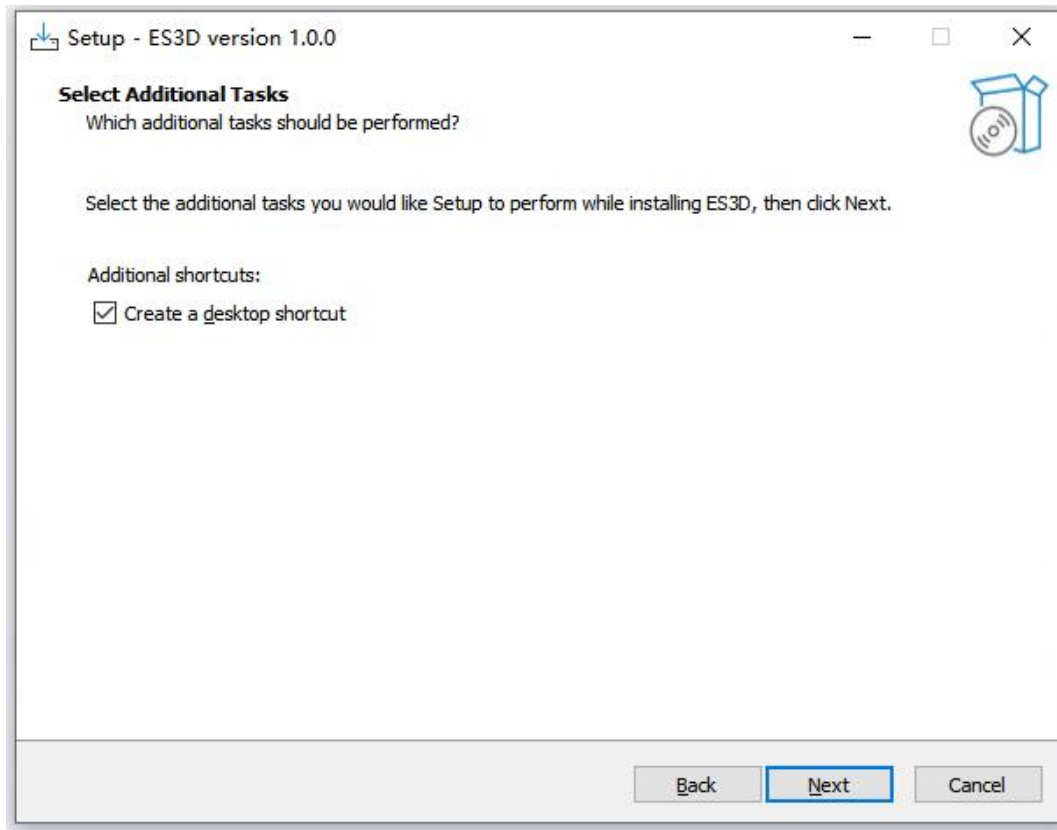 Setup - ES3D version 1.0.0
Select Additional Tasks
Which additional tasks should be performed?
Select the additional tasks you would like Setup to perform while installing ES3D, then click Next.
Additional shortcuts:
Create a desktop shortcut
Back Next Cancel